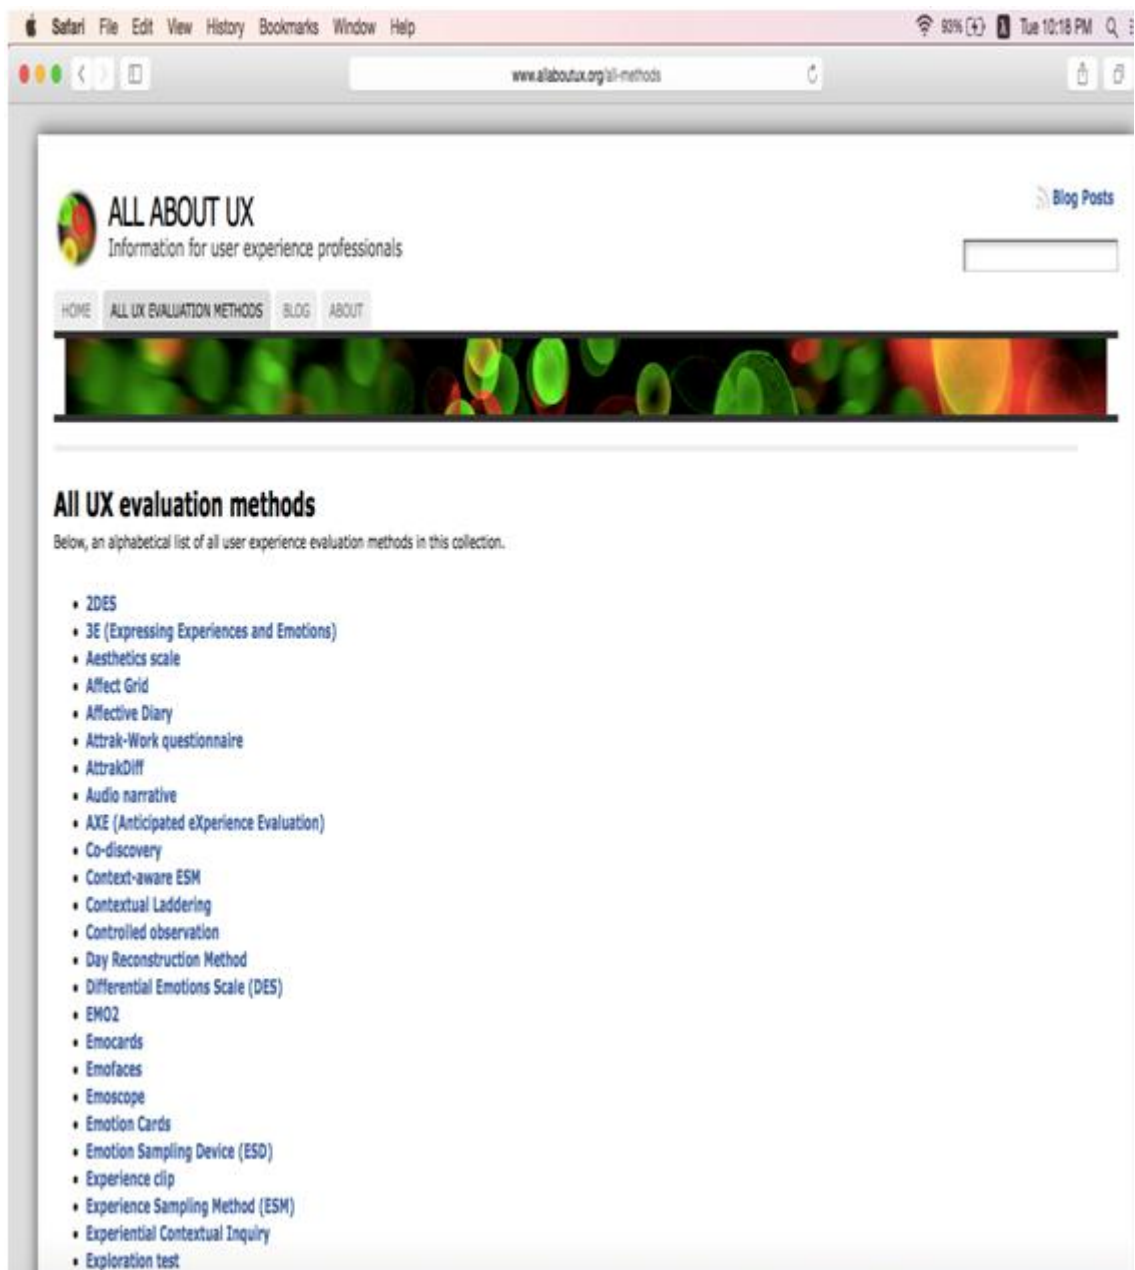 Safari File Edit View History Bookmarks Window Help 93% Tue 10:18 PM
www.allaboutux.org/all-methods
ALL ABOUT UX
Information for user experience professionals
Blog Posts
HOME ALL UX EVALUATION METHODS BLOG ABOUT
All UX evaluation methods
Below, an alphabetical list of all user experience evaluation methods in this collection.
• 2DES
• 3E (Expressing Experiences and Emotions)
• Aesthetics scale
• Affect Grid
• Affective Diary
• Attrak-Work questionnaire
• AttrakDiff
• Audio narrative
• AXE (Anticipated eXperience Evaluation)
• Co-discovery
• Context-aware ESM
• Contextual Laddering
• Controlled observation
• Day Reconstruction Method
• Differential Emotions Scale (DES)
• EMO2
• Emocards
• Emofaces
• Emoscope
• Emotion Cards
• Emotion Sampling Device (ESD)
• Experience clip
• Experience Sampling Method (ESM)
• Experiential Contextual Inquiry
• Exploration test